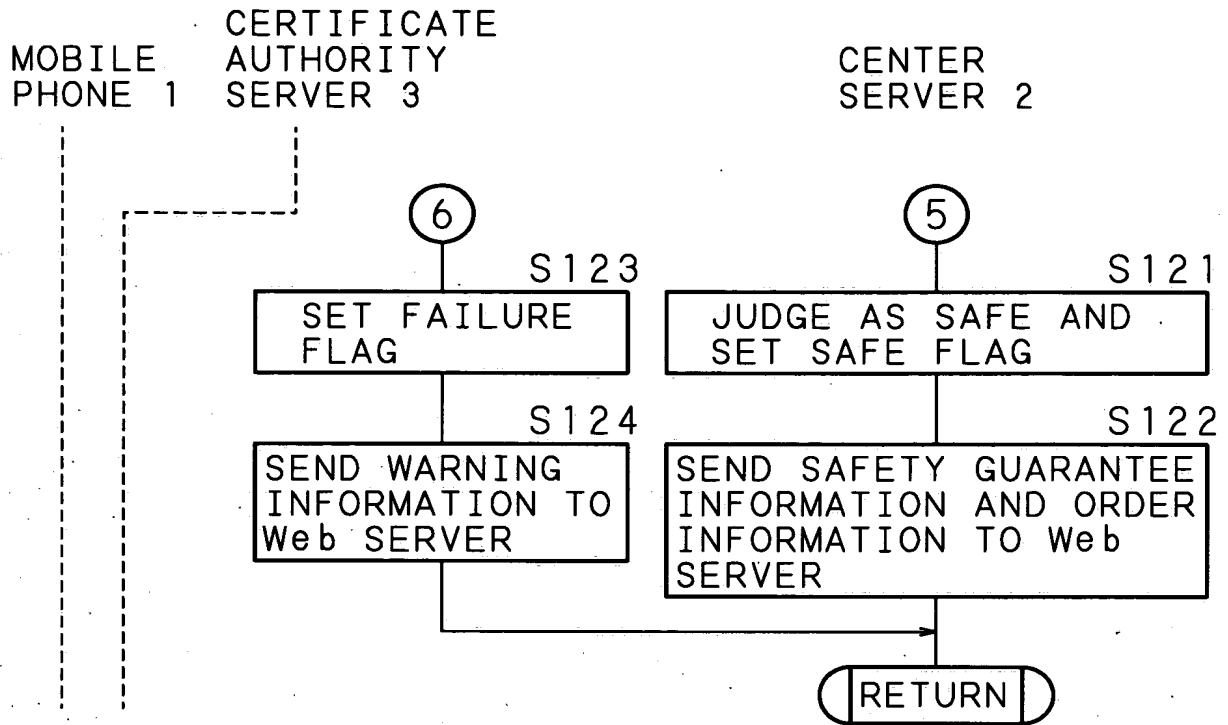 MOBILE
PHONE 1
CERTIFICATE
AUTHORITY
SERVER 3
CENTER
SERVER 2
6
5
S123
SET FAILURE
FLAG
S121
JUDGE AS SAFE AND
SET SAFE FLAG
S124
SEND WARNING
INFORMATION TO
Web SERVER
S122
SEND SAFETY GUARANTEE
INFORMATION AND ORDER
INFORMATION TO Web
SERVER
RETURN